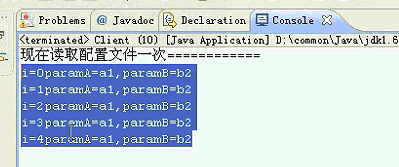 Problems @ Javadoc Declaration Console
<terminated> Client (10) [Java Application] D:\common\Java\jdk1.6
现在读取配置文件一次============
i=0paramA=a1,paramB=b2
i=1paramA=a1,paramB=b2
i=2paramA=a1,paramB=b2
i=3paramA=a1,paramB=b2
i=4paramA=a1,paramB=b2